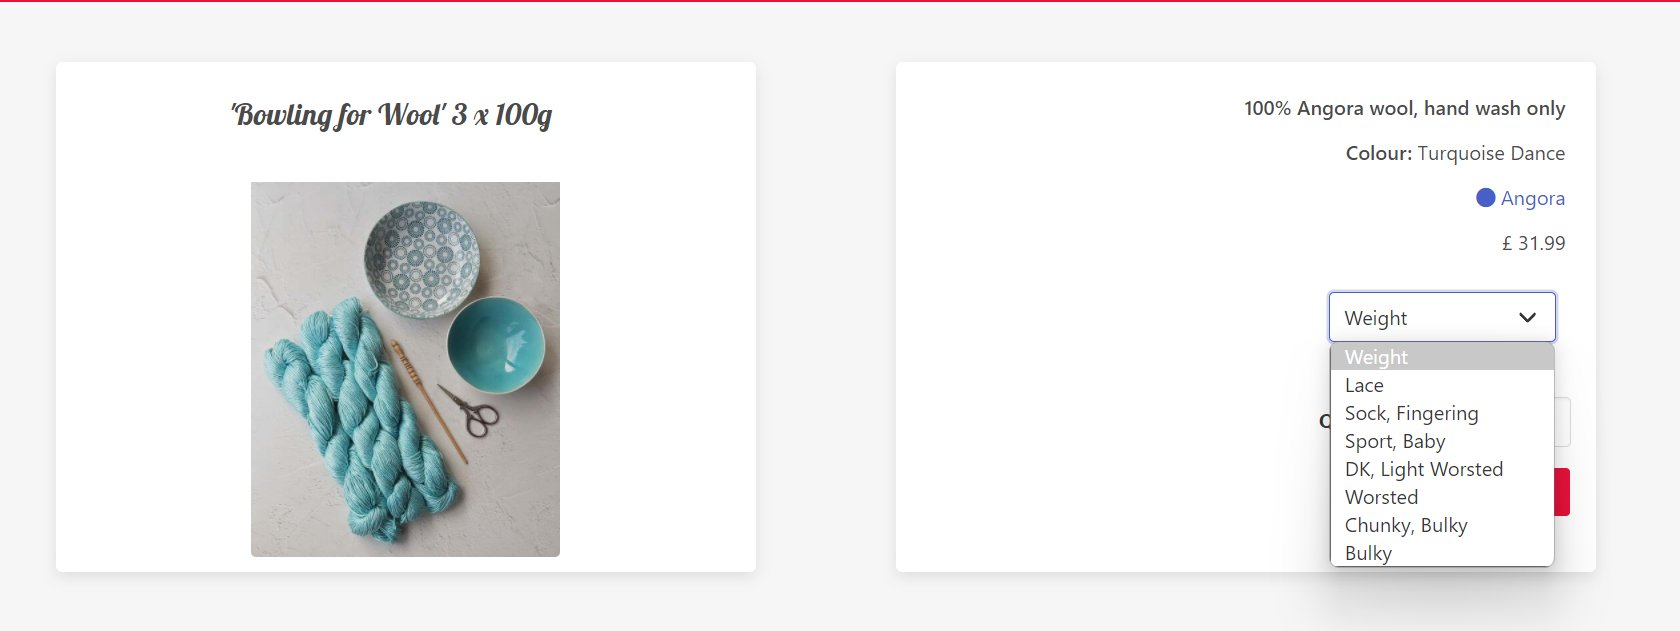 'Bowling for Wool' 3 x 100g
100% Angora wool, hand wash only
Colour: Turquoise Dance
Angora
£ 31.99
Weight
Weight
Lace
Sock, Fingering
Sport, Baby
DK, Light Worsted
Worsted
Chunky, Bulky
Bulky